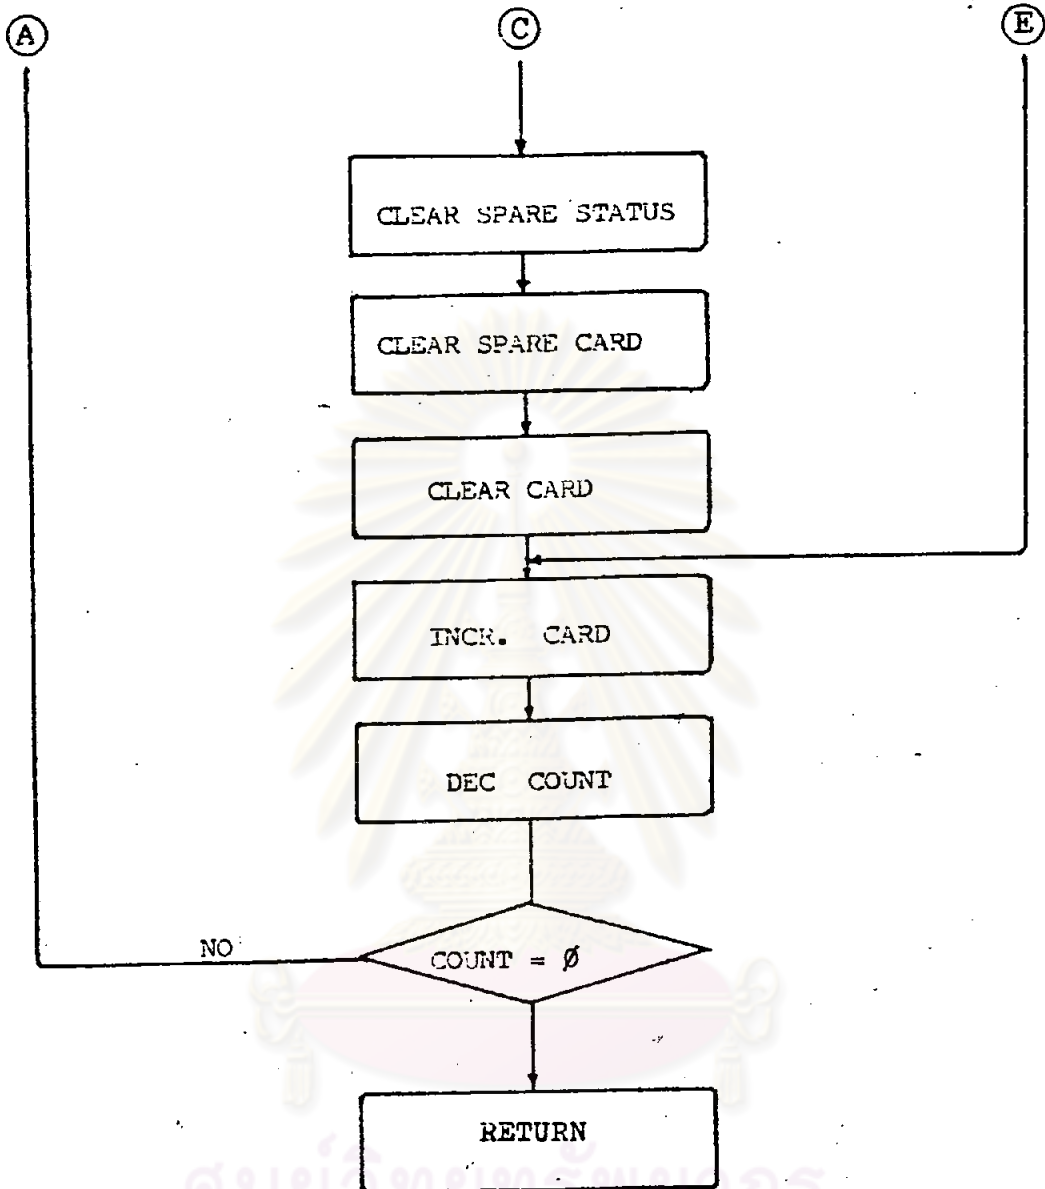 A
C
E
CLEAR SPARE STATUS
CLEAR SPARE CARD
CLEAR CARD
INCR. CARD
DEC COUNT
NO
COUNT = Ø
RETURN